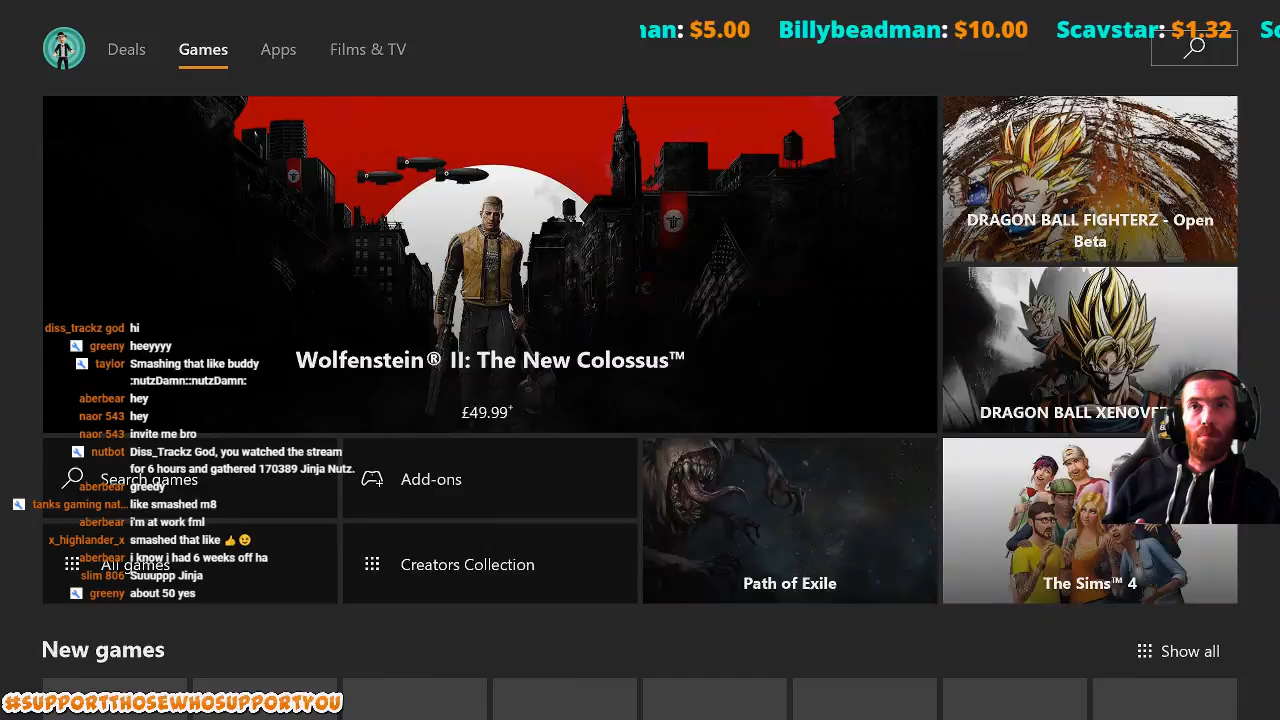 man: $5.00 Billybeadman: $10.00 Scavstar: $1.32
Deals Games Apps Films & TV
DRAGON BALL FIGHTERZ - Open
Beta
Wolfenstein® II: The New Colossus™
£49.99+
DRAGON BALL XENOVE
diss_trackz god hi
greeny heeyyyy
taylor Smashing that like buddy
:nutzDamn::nutzDamn:
aberbear hey
naor 543 hey
naor 543 invite me bro
nutbot Diss_Trackz God, you watched the stream
for 6 hours and gathered 170389 Jinja Nutz.
Search games
Add-ons
aberbear greedy
tanks gaming nat... like smashed m8
aberbear i'm at work fml
x_highlander_x smashed that like 👍😉
aberbear i know i had 6 weeks off ha
All games
Creators Collection
slim 806 Suuuppp Jinja
greeny about 50 yes
Path of Exile
The Sims™ 4
New games
Show all
#SUPPORTTHOSEWHOSUPPORTYOU